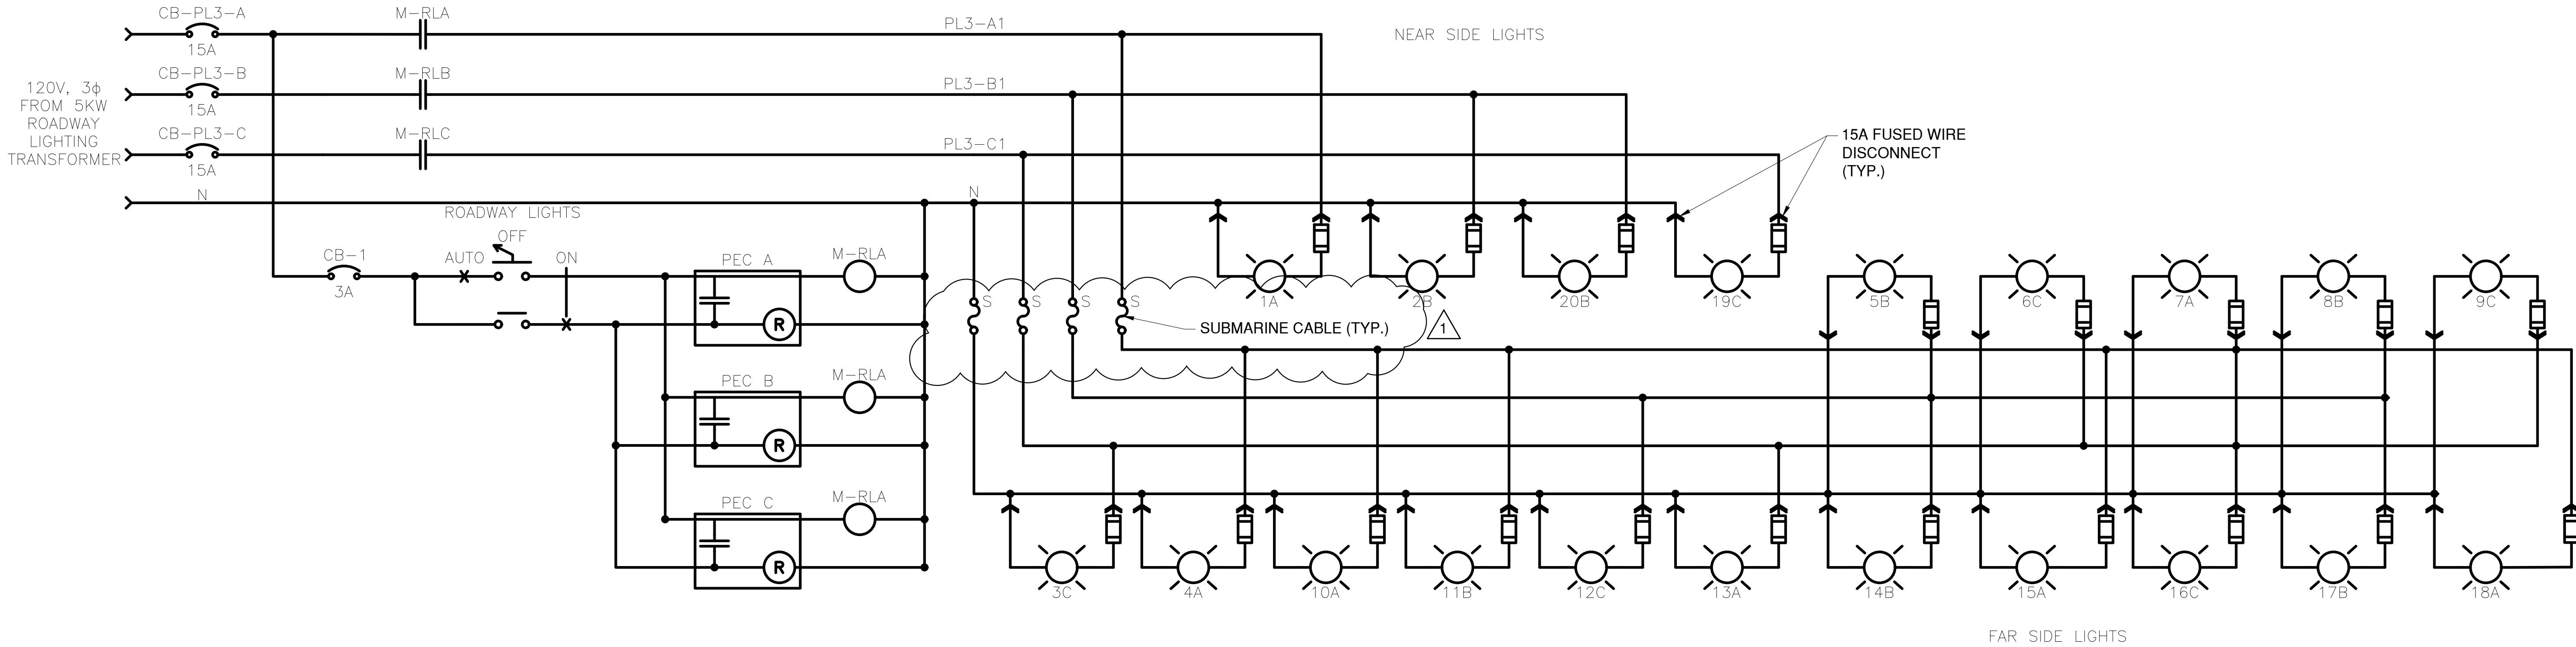 CB-PL3-A
15A
M-RLA
PL3-A1
NEAR SIDE LIGHTS
CB-PL3-B
15A
M-RLB
PL3-B1
120V, 3ϕ
FROM 5KW
ROADWAY
LIGHTING
TRANSFORMER
CB-PL3-C
15A
M-RLC
PL3-C1
15A FUSED WIRE
DISCONNECT
(TYP.)
N
N
ROADWAY LIGHTS
OFF
AUTO
ON
CB-1
3A
PEC A
R
M-RLA
PEC B
R
M-RLA
PEC C
R
M-RLA
S
S
S
S
SUBMARINE CABLE (TYP.)
1
1A
2B
20B
19C
5B
6C
7A
8B
9C
3C
4A
10A
11B
12C
13A
14B
15A
16C
17B
18A
FAR SIDE LIGHTS